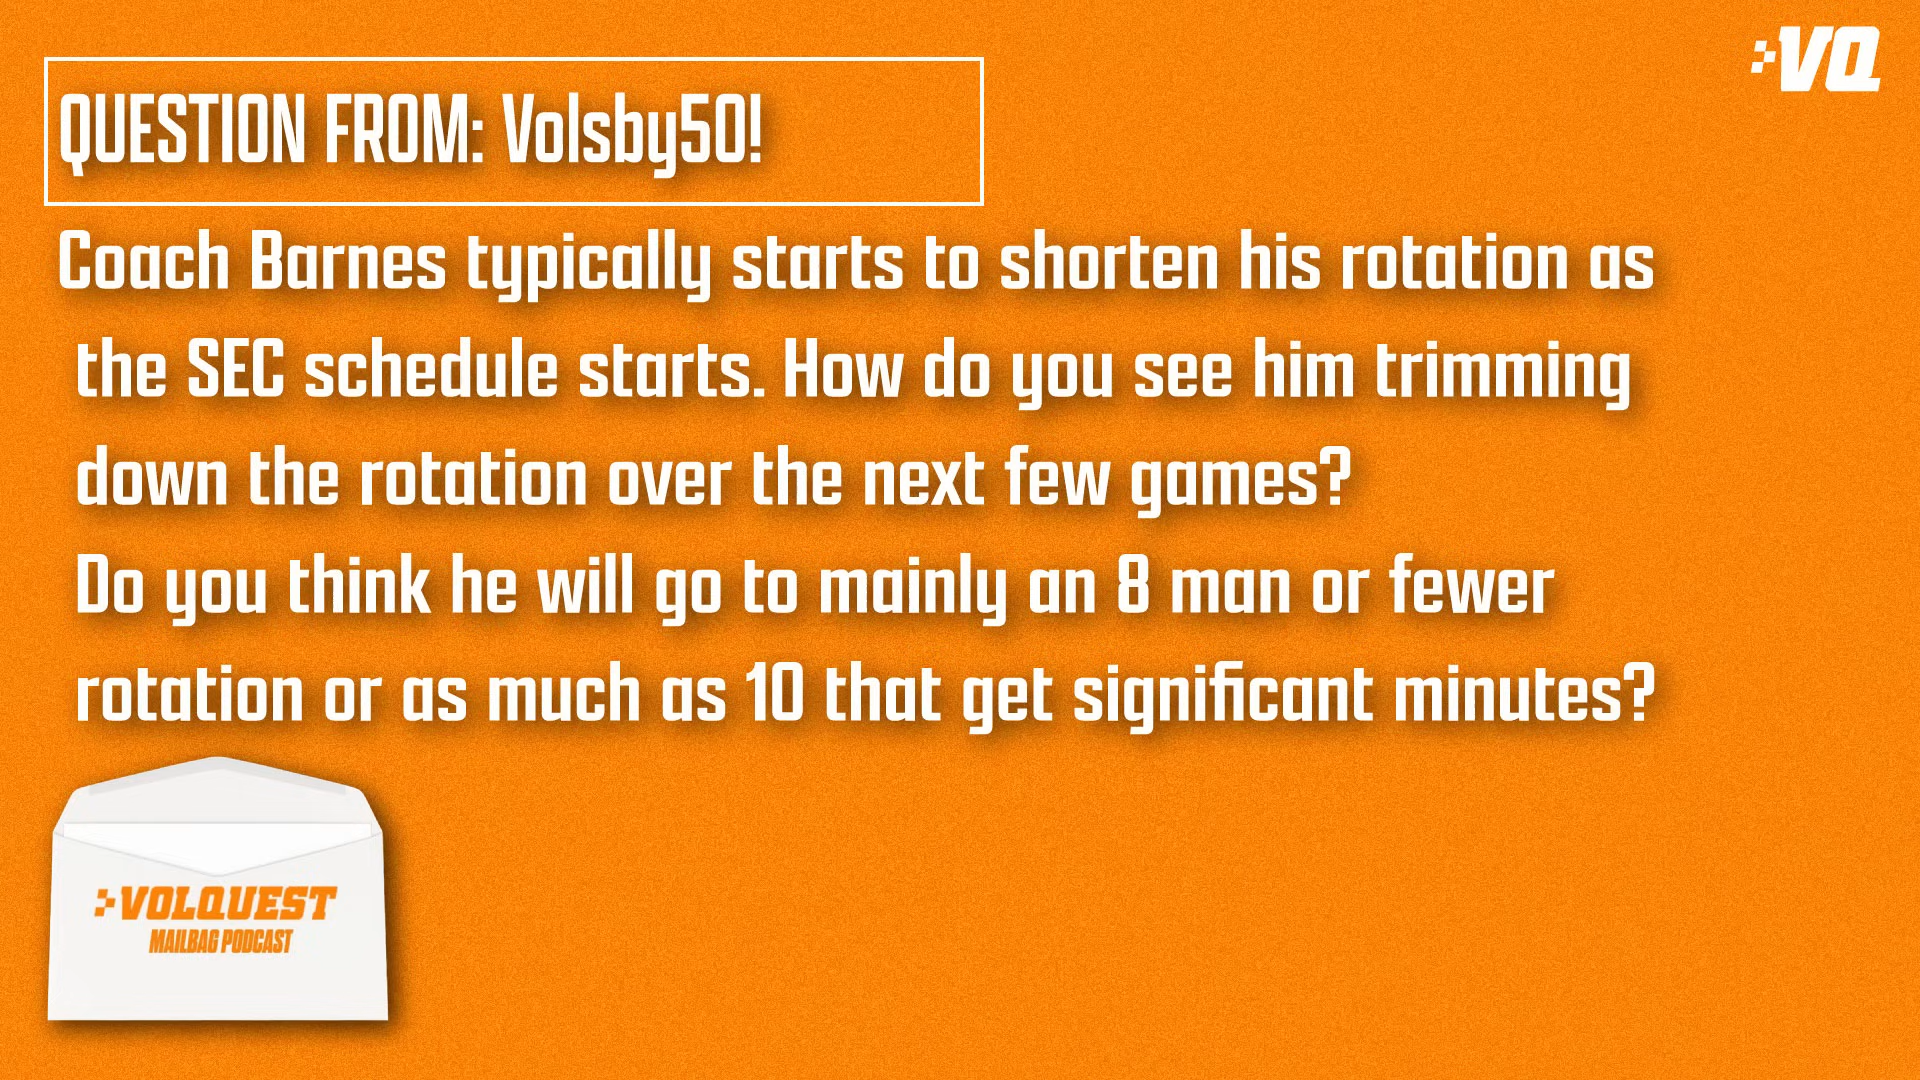 VQ
QUESTION FROM: Volsby50!
Coach Barnes typically starts to shorten his rotation as
the SEC schedule starts. How do you see him trimming
down the rotation over the next few games?
Do you think he will go to mainly an 8 man or fewer
rotation or as much as 10 that get significant minutes?
VOLQUEST
MAILBAG PODCAST